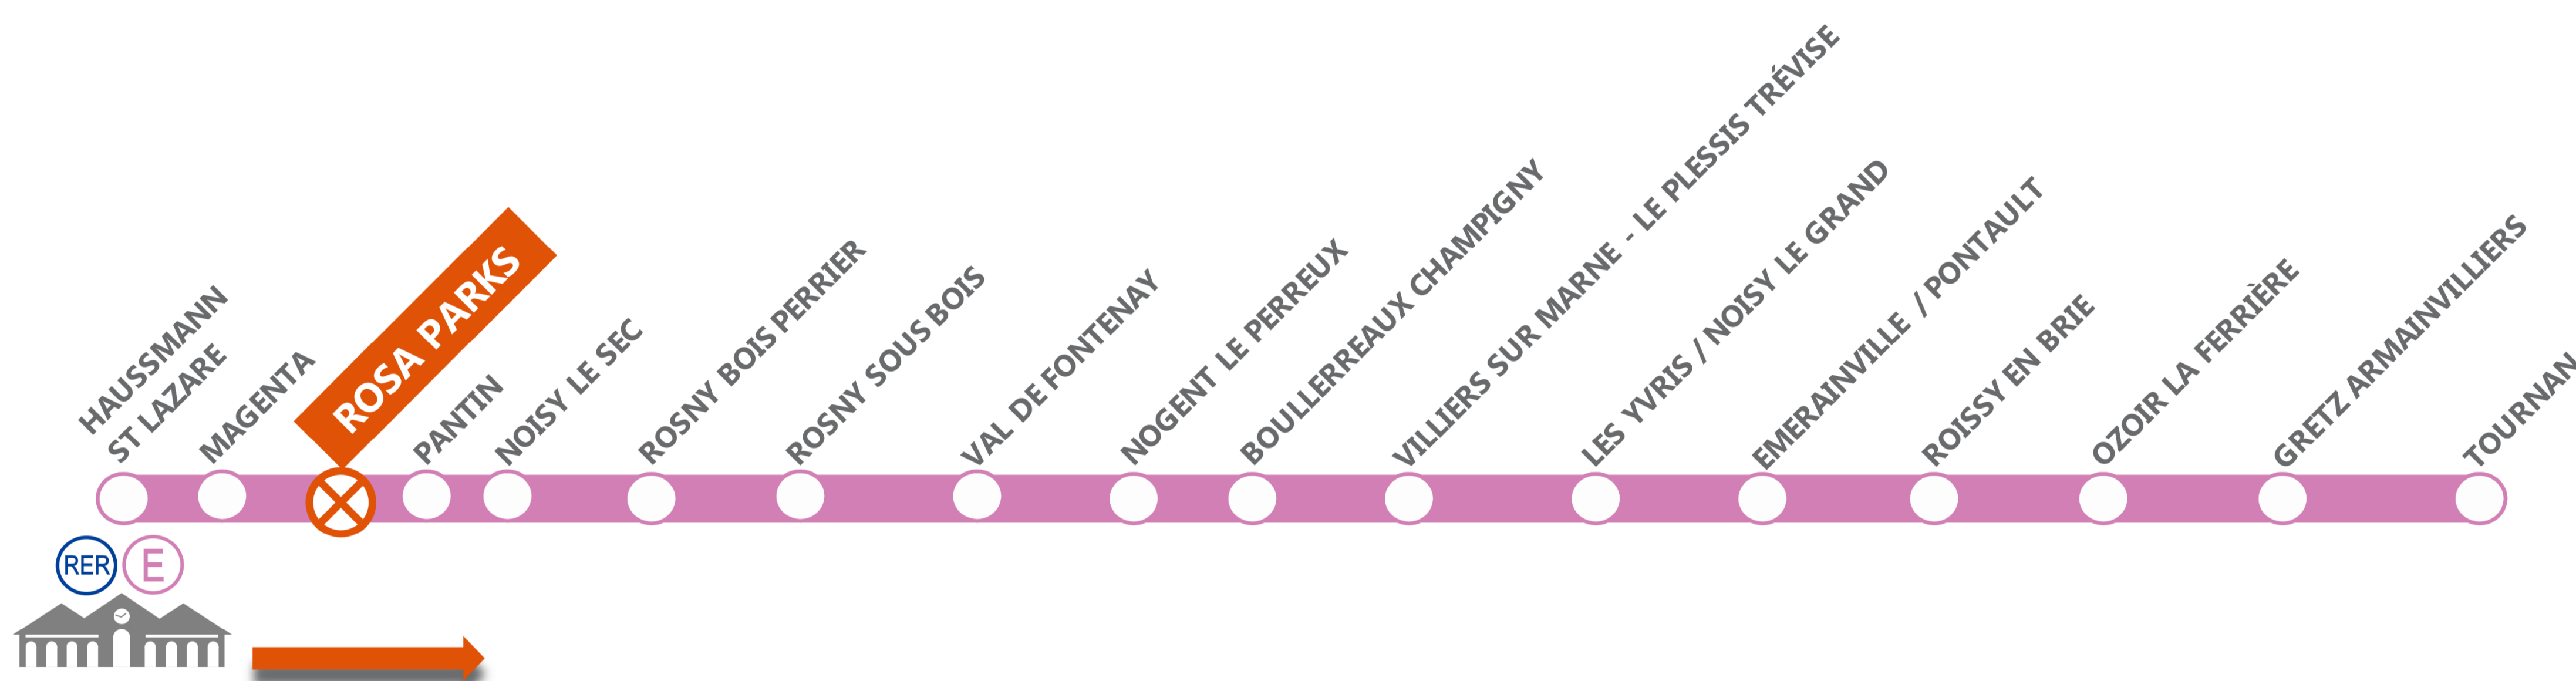 HAUSSMANN
ST LAZARE
MAGENTA
ROSA PARKS
PANTIN
NOISY LE SEC
ROSNY BOIS PERRIER
ROSNY SOUS BOIS
VAL DE FONTENAY
NOGENT LE PERREUX
BOULLERREAUX CHAMPIGNY
VILLIERS SUR MARNE - LE PLESSIS TRÉVISE
LES YVRIS / NOISY LE GRAND
EMERAINVILLE / PONTAULT
ROISSY EN BRIE
OZOIR LA FERRIÈRE
GRETZ ARMAINVILLIERS
TOURNAN
RER E